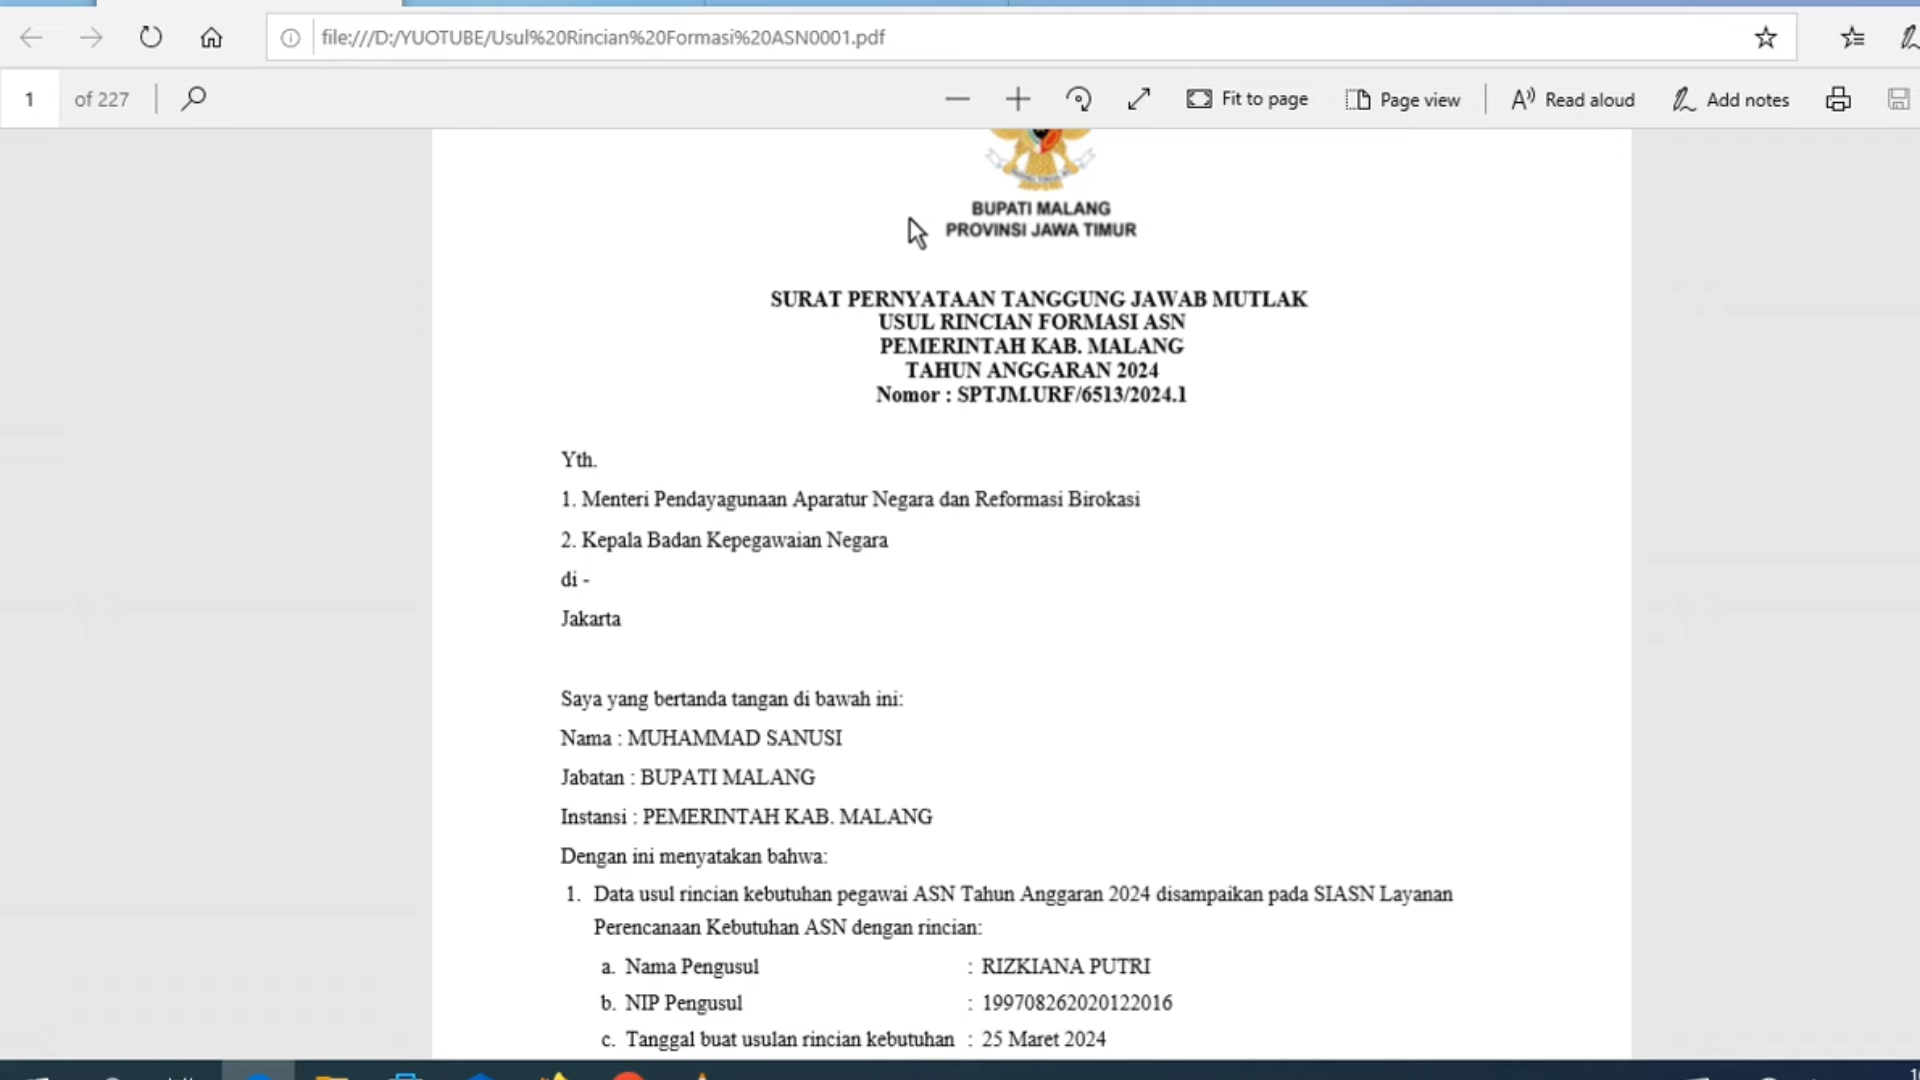 file:///D:/YUOTUBE/Usul%20Rincian%20Formasi%20ASN0001.pdf
1 of 227
Fit to page
Page view
Read aloud
Add notes
BUPATI MALANG
PROVINSI JAWA TIMUR
SURAT PERNYATAAN TANGGUNG JAWAB MUTLAK
USUL RINCIAN FORMASI ASN
PEMERINTAH KAB. MALANG
TAHUN ANGGARAN 2024
Nomor : SPTJM.URF/6513/2024.1
Yth.
1. Menteri Pendayagunaan Aparatur Negara dan Reformasi Birokasi
2. Kepala Badan Kepegawaian Negara
di -
Jakarta
Saya yang bertanda tangan di bawah ini:
Nama : MUHAMMAD SANUSI
Jabatan : BUPATI MALANG
Instansi : PEMERINTAH KAB. MALANG
Dengan ini menyatakan bahwa:
1. Data usul rincian kebutuhan pegawai ASN Tahun Anggaran 2024 disampaikan pada SIASN Layanan
Perencanaan Kebutuhan ASN dengan rincian:
a. Nama Pengusul : RIZKIANA PUTRI
b. NIP Pengusul : 199708262020122016
c. Tanggal buat usulan rincian kebutuhan : 25 Maret 2024